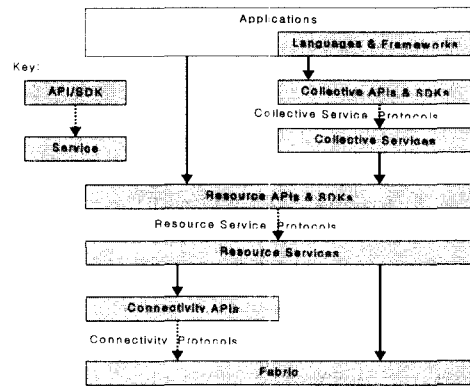 Applications
Languages & Frameworks
Key:
API/SDK
Collective APIs & SDKs
Collective Service Protocols
Service
Collective Services
Resource APIs & SDKs
Resource Service Protocols
Resource Services
Connectivity APIs
Connectivity Protocols
Fabric